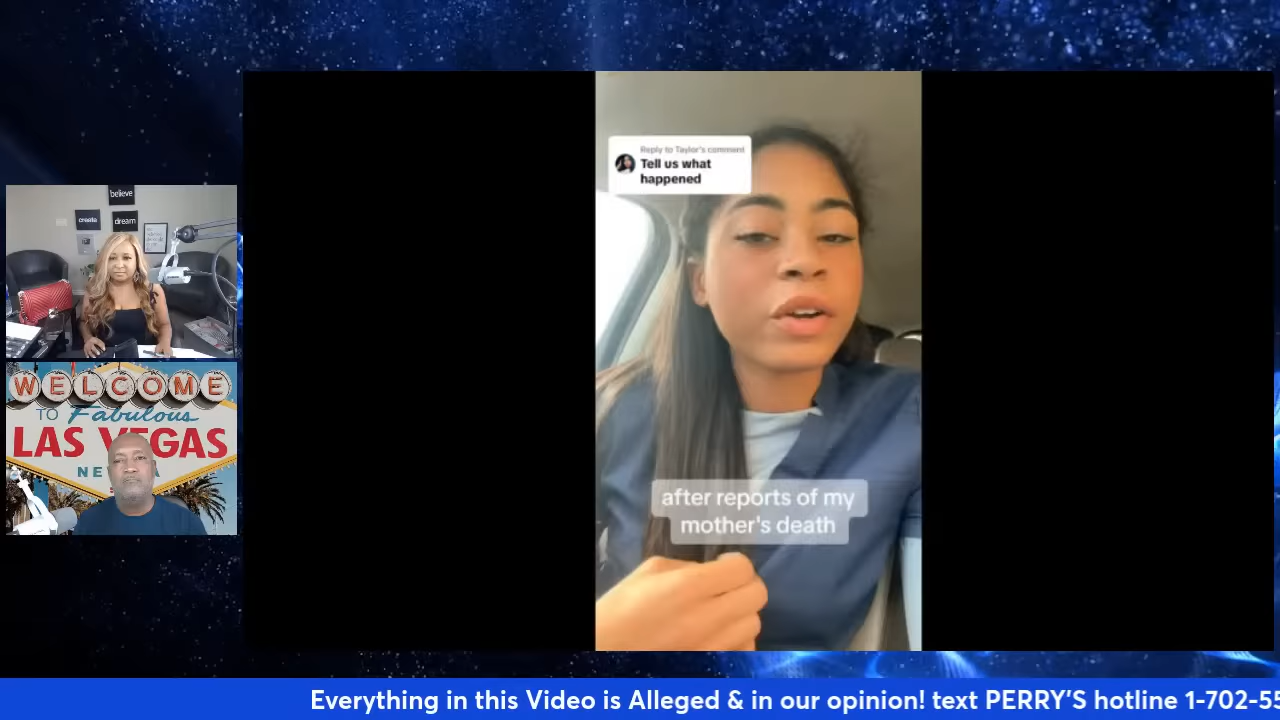 believe
create
dream
WELCOME
TO Fabulous
LAS VEGAS
Reply to Taylor's comment
Tell us what
happened
after reports of my
mother's death
Everything in this Video is Alleged & in our opinion! text PERRY'S hotline 1-702-55